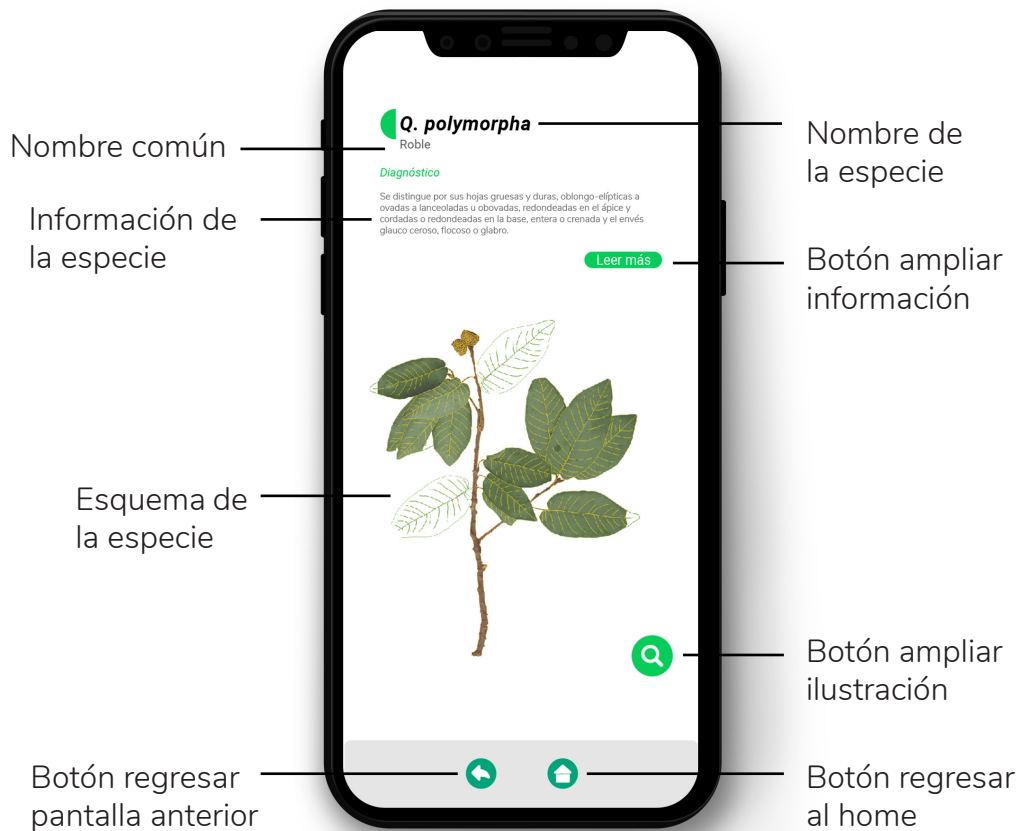 Q. polymorpha
Roble
Diagnóstico
Se distingue por sus hojas gruesas y duras, oblongo-elípticas a
ovadas a lanceoladas u obovadas, redondeadas en el ápice y
cordadas o redondeadas en la base, entera o crenada y el envés
glauco ceroso, flocoso o glabro.
Leer más
Nombre común
Información de
la especie
Esquema de
la especie
Botón regresar
pantalla anterior
Nombre de
la especie
Botón ampliar
información
Botón ampliar
ilustración
Botón regresar
al home